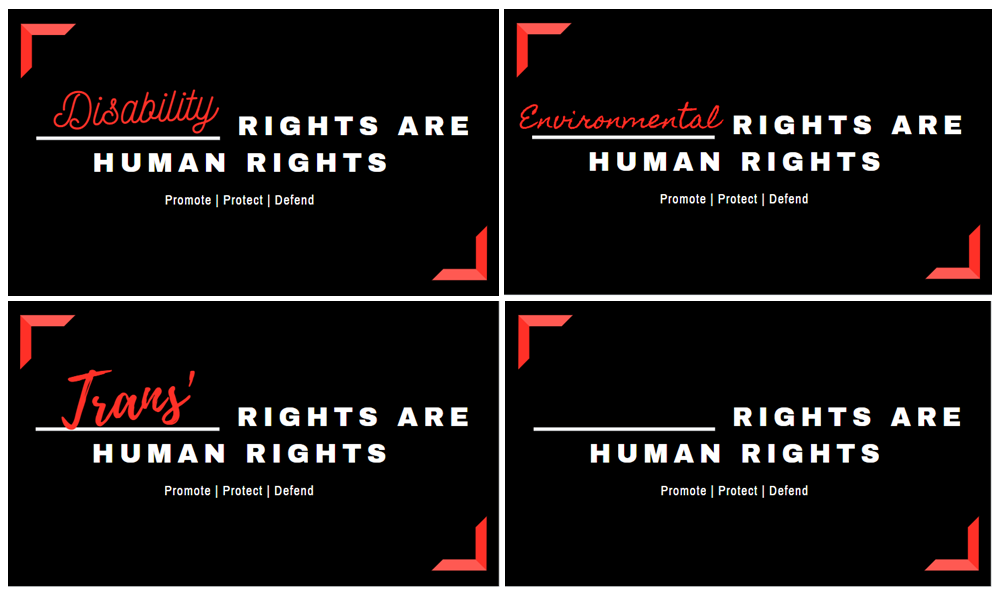 Disability RIGHTS ARE
HUMAN RIGHTS
Promote | Protect | Defend
Environmental RIGHTS ARE
HUMAN RIGHTS
Promote | Protect | Defend
Trans' RIGHTS ARE
HUMAN RIGHTS
Promote | Protect | Defend
RIGHTS ARE
HUMAN RIGHTS
Promote | Protect | Defend